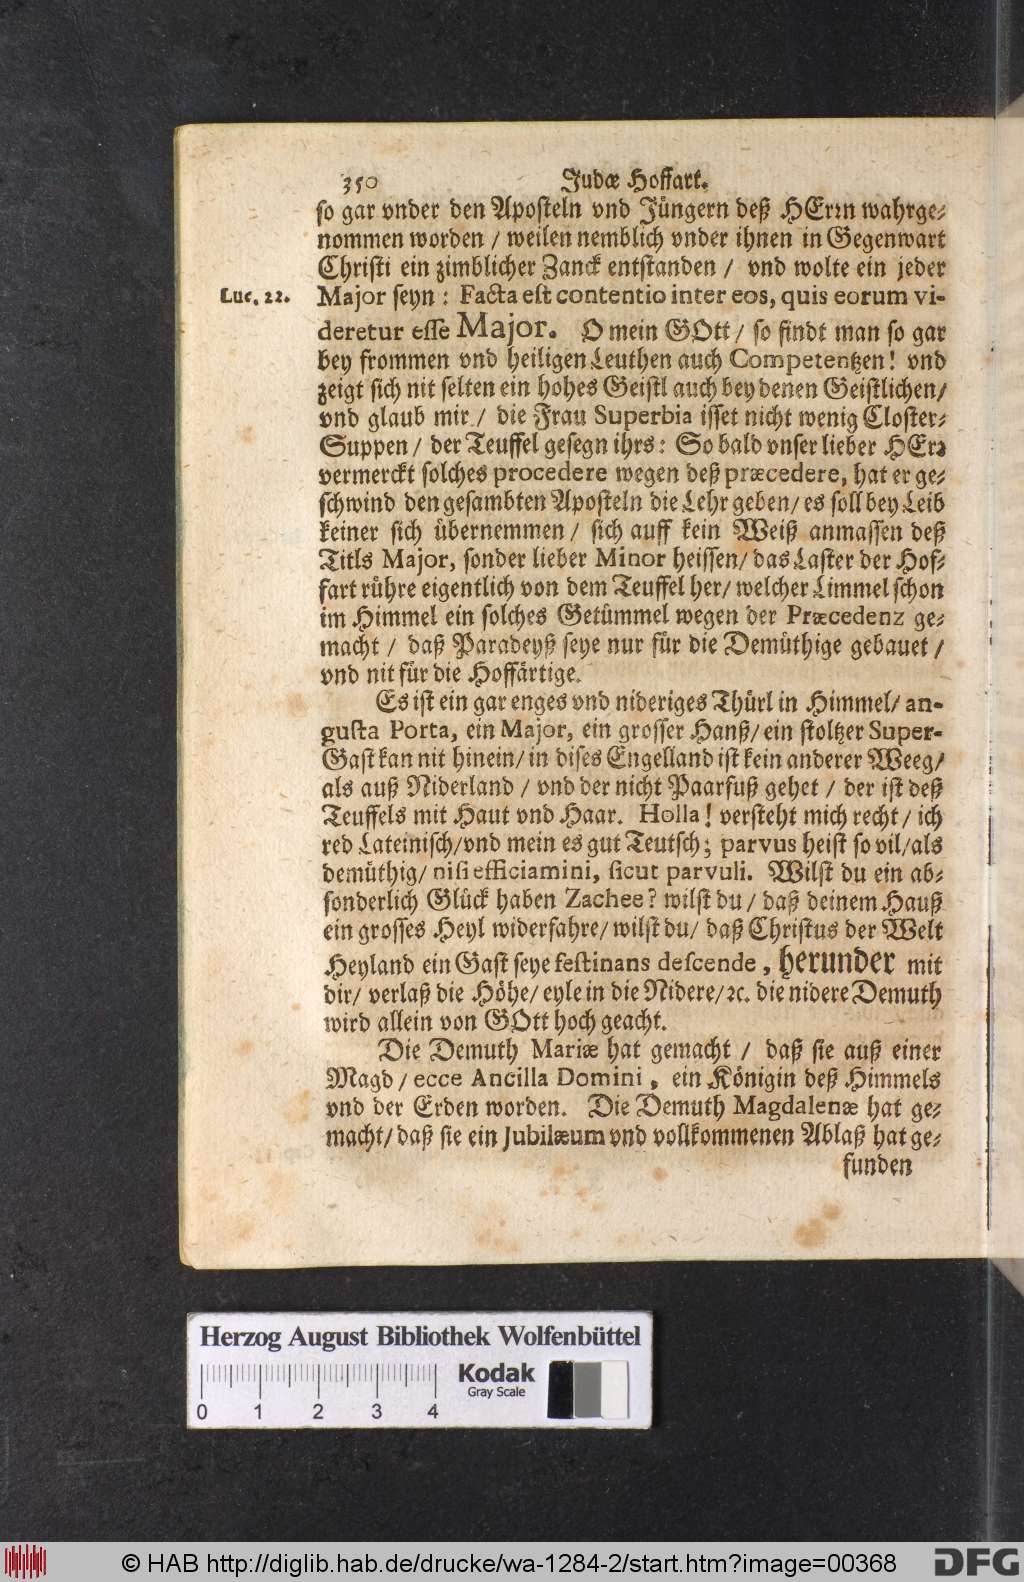 350 Judæ Hoffart.
so gar vnder den Aposteln vnd Jüngern deß HErrn wahrge-
nommen worden / weilen nemblich vnder ihnen in Gegenwart
Christi ein zimblicher Zanck entstanden / vnd wolte ein jeder
Luc. 22. Major seyn : Facta est contentio inter eos, quis eorum vi-
deretur esse Major. O mein GOtt / so findt man so gar
bey frommen vnd heiligen Leuthen auch Competentzen! vnd
zeigt sich nit selten ein hohes Geistl auch bey denen Geistlichen /
vnd glaub mir / die Frau Superbia isset nicht wenig Closter-
Suppen / der Teuffel gesegn ihrs: So bald vnser lieber HErr
vermerckt solches procedere wegen deß præcedere, hat er ge-
schwind den gesambten Aposteln die Lehr geben / es soll bey Leib
keiner sich übernemmen / sich auff kein Weiß anmassen deß
Titls Major, sonder lieber Minor heissen / das Laster der Hof-
fart rühre eigentlich von dem Teuffel her / welcher Limmel schon
im Himmel ein solches Getümmel wegen der Præcedenz ge-
macht / daß Paradeyß seye nur für die Demüthige gebauet /
vnd nit für die Hoffärtige.
Es ist ein gar enges vnd nideriges Thürl in Himmel / an-
gusta Porta, ein Major, ein grosser Hanß / ein stoltzer Super-
Gast kan nit hinein / in dises Engelland ist kein anderer Weeg /
als auß Niderland / vnd der nicht Paarfuß gehet / der ist deß
Teuffels mit Haut vnd Haar. Holla! versteht mich recht / ich
red Lateinisch / vnd mein es gut Teutsch; parvus heist so vil / als
demüthig / nisi efficiamini, sicut parvuli. Wilst du ein ab-
sonderlich Glück haben Zachee? wilst du / daß deinem Hauß
ein grosses Heyl widerfahre / wilst du / daß Christus der Welt
Heyland ein Gast seye festinans descende, herunder mit
dir / verlaß die Höhe / eyle in die Nidere / ꝛc. die nidere Demuth
wird allein von GOtt hoch geacht.
Die Demuth Mariæ hat gemacht / daß sie auß einer
Magd / ecce Ancilla Domini, ein Königin deß Himmels
vnd der Erden worden. Die Demuth Magdalenæ hat ge-
macht / daß sie ein Jubilæum vnd vollkommenen Ablaß hat ge-
funden
Herzog August Bibliothek Wolfenbüttel
Kodak
Gray Scale
0 1 2 3 4
© HAB http://diglib.hab.de/drucke/wa-1284-2/start.htm?image=00368
DFG